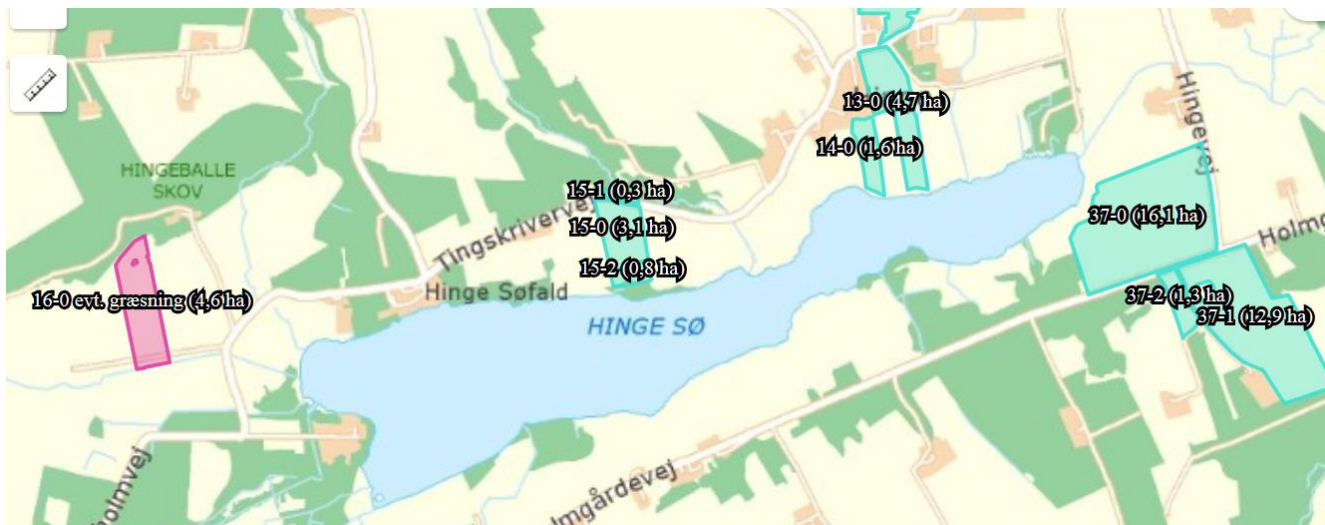 13-0 (4,7 ha)
14-0 (1,6 ha)
Hingevej
HINGEBALLE
SKOV
15-1 (0,3 ha)
Tingskrivervej
15-0 (3,1 ha)
37-0 (16,1 ha)
Holmg
15-2 (0,8 ha)
16-0 evt. græsning (4,6 ha)
Hinge Søfald
37-2 (1,3 ha)
37-1 (12,9 ha)
HINGE SØ
holmvej
lmgårdevej